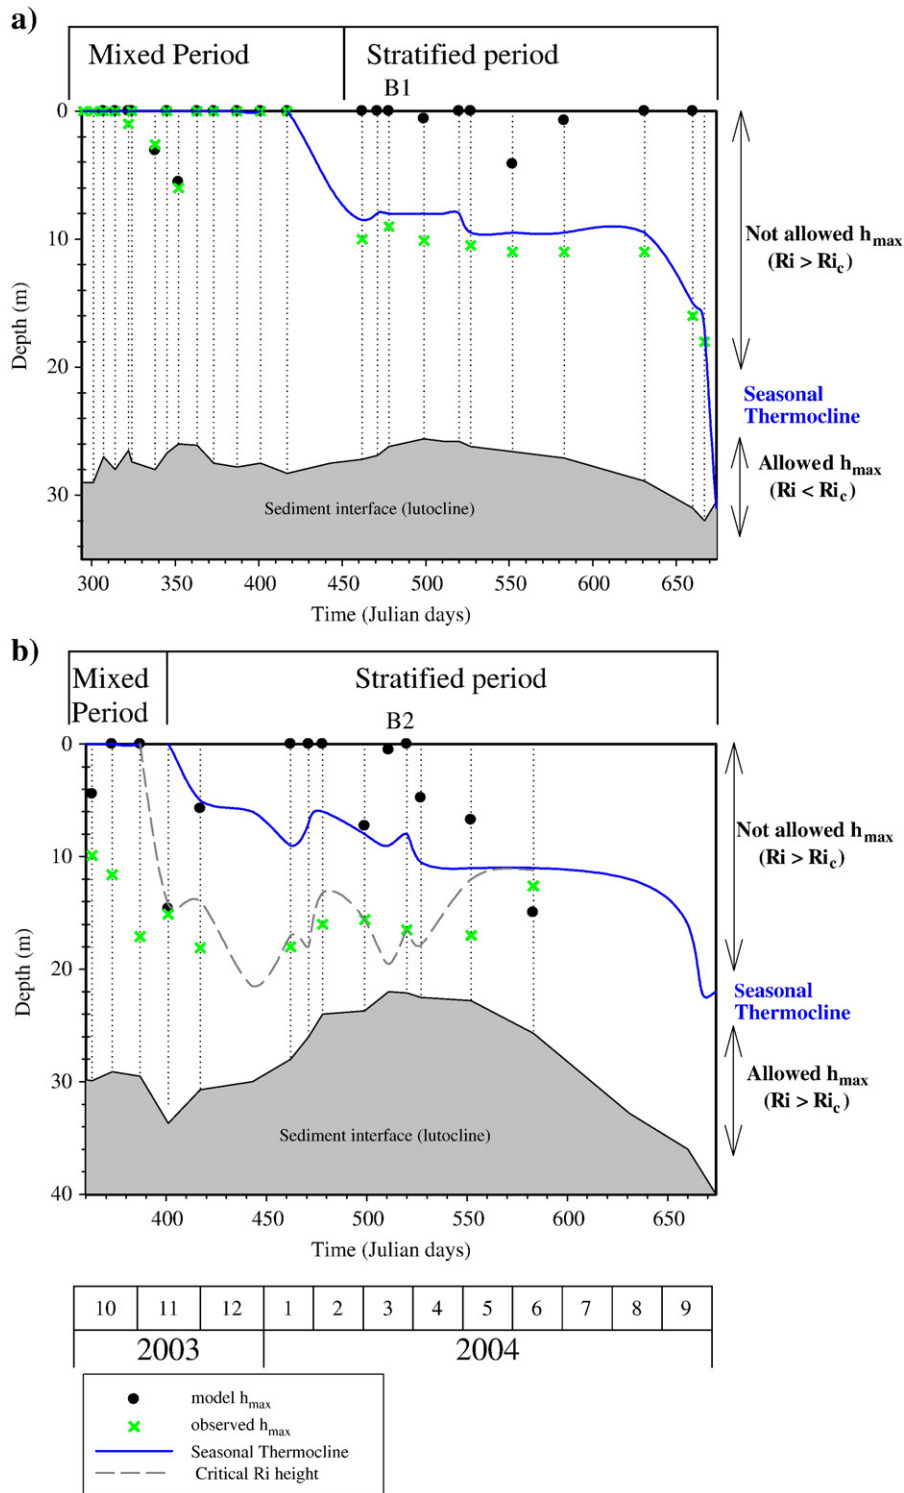 a)
Mixed Period
Stratified period
B1
0
10
20
30
Depth (m)
Not allowed hmax
(Ri > Ric)
Seasonal
Thermocline
Allowed hmax
(Ri < Ric)
Sediment interface (lutocline)
300 350 400 450 500 550 600 650
Time (Julian days)
b)
Mixed
Period
Stratified period
B2
0
10
20
30
40
Depth (m)
Not allowed hmax
(Ri > Ric)
Seasonal
Thermocline
Allowed hmax
(Ri > Ric)
Sediment interface (lutocline)
400 450 500 550 600 650
Time (Julian days)
10 11 12 1 2 3 4 5 6 7 8 9
2003 2004
model hmax
observed hmax
Seasonal Thermocline
Critical Ri height